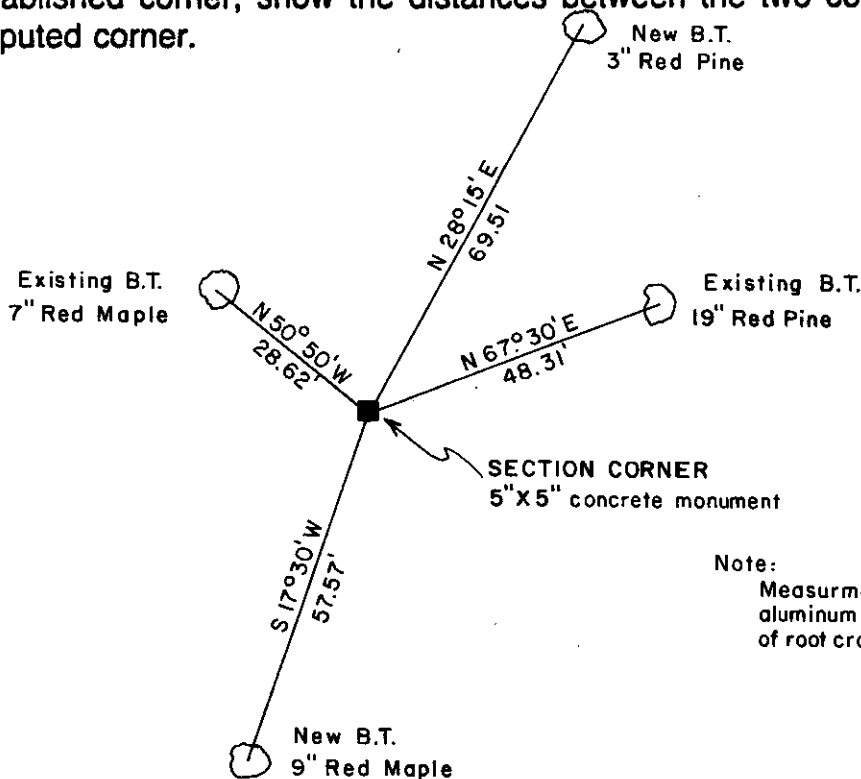 ablished corner, show the distances between the two co
puted corner.
New B.T.
3" Red Pine
N 28°15' E
69.51
Existing B.T.
7" Red Maple
N 50°50' W
28.62'
Existing B.T.
19" Red Pine
N 67°30' E
48.31'
SECTION CORNER
5"X5" concrete monument
S 17°30' W
57.57'
Note:
Measurm
aluminum
of root cr
New B.T.
9" Red Maple